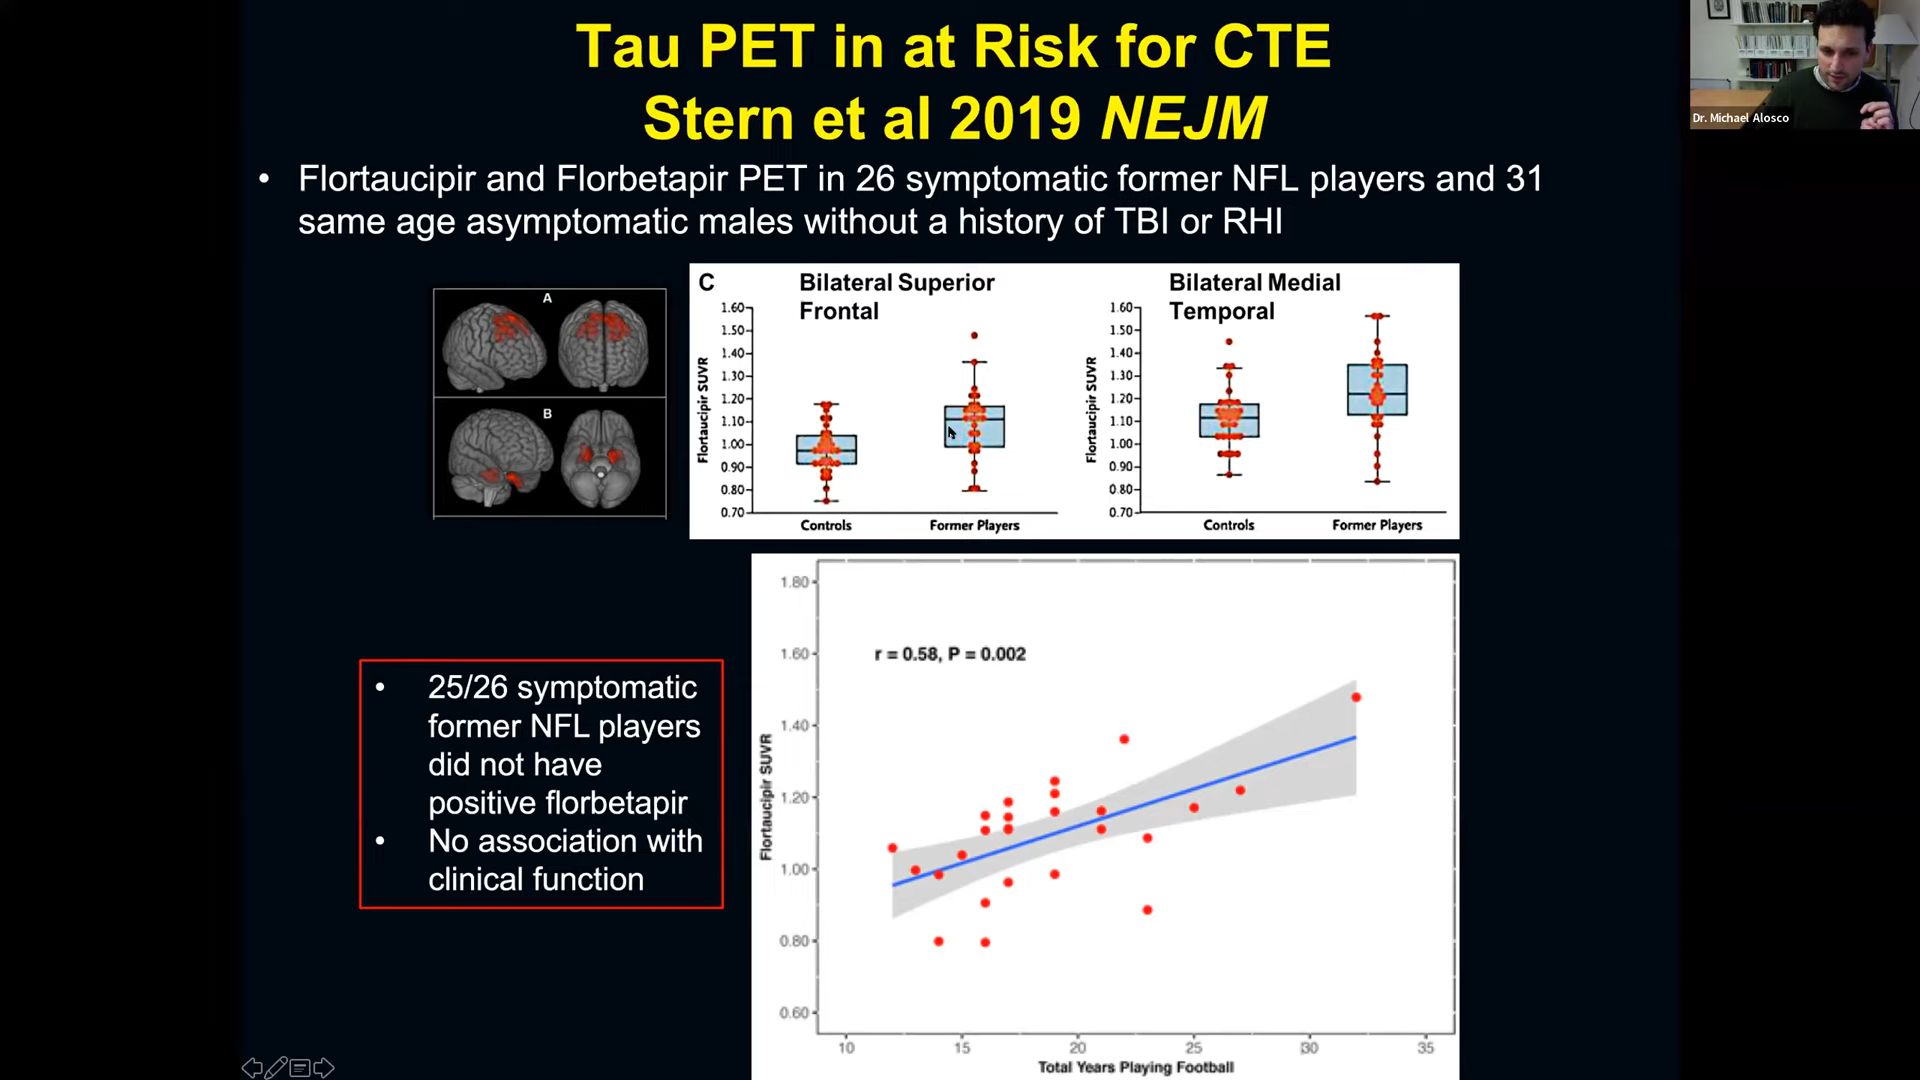 Tau PET in at Risk for CTE
Stern et al 2019 NEJM
Dr. Michael Alosco
• Flortaucipir and Florbetapir PET in 26 symptomatic former NFL players and 31
same age asymptomatic males without a history of TBI or RHI
A
B
C
Bilateral Superior
Frontal
Flortaucipir SUVR
1.60
1.50
1.40
1.30
1.20
1.10
1.00
0.90
0.80
0.70
Controls
Former Players
Bilateral Medial
Temporal
Flortaucipir SUVR
1.60
1.50
1.40
1.30
1.20
1.10
1.00
0.90
0.80
0.70
Controls
Former Players
• 25/26 symptomatic
former NFL players
did not have
positive florbetapir
• No association with
clinical function
r = 0.58, P = 0.002
Flortaucipir SUVR
1.80
1.60
1.40
1.20
1.00
0.80
0.60
10 15 20 25 30 35
Total Years Playing Football